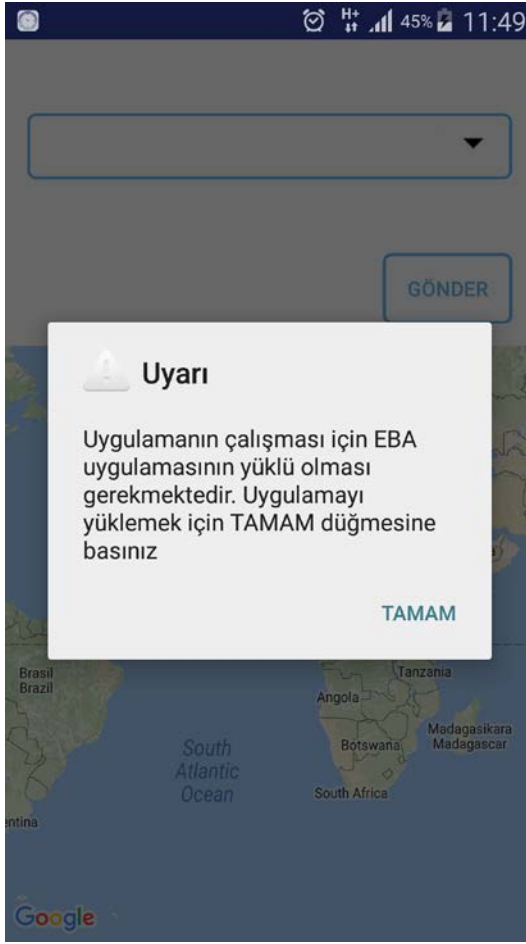 H+ 45% 11:49
GÖNDER
Uyarı
Uygulamanın çalışması için EBA
uygulamasının yüklü olması
gerekmektedir. Uygulamayı
yüklemek için TAMAM düğmesine
basınız
TAMAM
Brasil
Brazil
Tanzania
Angola
Madagasikara
Botswana Madagascar
South
Atlantic
Ocean
South Africa
entina
Google